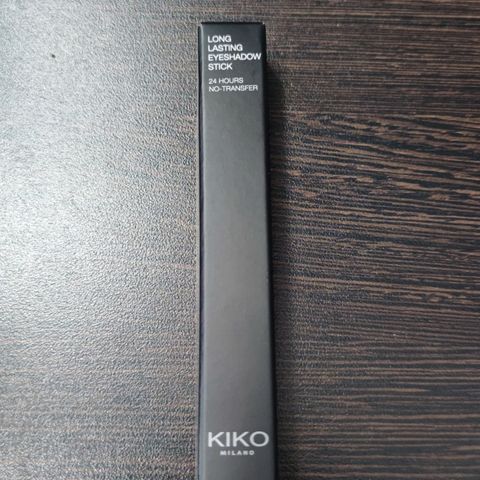 LONG
LASTING
EYESHADOW
STICK
24 HOURS
NO-TRANSFER
KIKO
MILANO